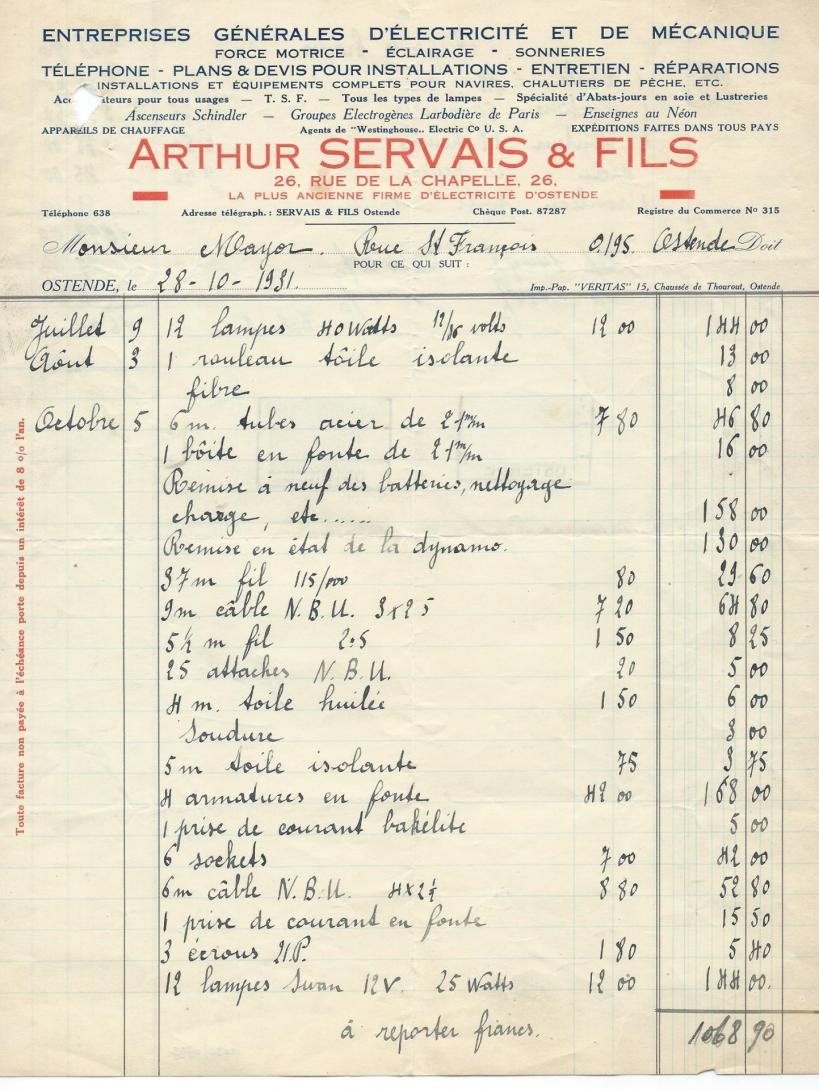 ENTREPRISES GÉNÉRALES D'ÉLECTRICITÉ ET DE MÉCANIQUE
FORCE MOTRICE - ÉCLAIRAGE - SONNERIES
TÉLÉPHONE - PLANS & DEVIS POUR INSTALLATIONS - ENTRETIEN - RÉPARATIONS
INSTALLATIONS ET ÉQUIPEMENTS COMPLETS POUR NAVIRES, CHALUTIERS DE PÊCHE, ETC.
pour tous usages — T. S. F. — Tous les types de lampes — Spécialité d'Abats-jours en soie et Lustreries
Ascenseurs Schindler — Groupes Electrogènes Larbodière de Paris — Enseignes au Néon
APPAREILS DE CHAUFFAGE Agents de "Westinghouse.. Electric Co U. S. A. EXPÉDITIONS FAITES DANS TOUS PAYS
ARTHUR SERVAIS & FILS
26, RUE DE LA CHAPELLE, 26,
LA PLUS ANCIENNE FIRME D'ÉLECTRICITÉ D'OSTENDE
Téléphone 638 Adresse télégraph. : SERVAIS & FILS Ostende Chèque Post. 87287 Registre du Commerce No 315
Monsieur Mayor. Rue St François 0.195. Ostende Doit
POUR CE QUI SUIT :
OSTENDE, le 28-10-1931. Imp.-Pap. "VERITAS" 15, Chaussée de Thourout, Ostende
Juillet 9 12 lampes 40 Watts 12/16 volts 12 00 144 00
Aôut 3 1 rouleau tôile isolante 13 00
fibre 8 00
Octobre 5 6 m. tubes acier de 21 m/m 7 80 46 80
1 bôite en fonte de 21 m/m 16 00
Remise à neuf des batteries, nettoyage
charge, etc...... 158 00
Remise en état de la dynamo. 130 00
37 m fil 115/000 80 29 60
9 m câble N.B.U. 3x25 7 20 64 80
5½ m fil 2.5 1 50 8 25
25 attaches N.B.U. 20 5 00
4 m. toile huilée 1 50 6 00
Soudure 3 00
5 m toile isolante 75 3 75
4 armatures en fonte 42 00 168 00
1 prise de courant bakélite 5 00
6 sockets 7 00 42 00
6 m câble N.B.U. 4x2½ 8 80 52 80
1 prise de courant en fonte 15 50
3 écrous 21 P. 1 80 5 40
12 lampes Swan 12 V. 25 Watts 12 00 144 00.
à reporter francs. 1068 90
Toute facture non payée à l'échéance porte depuis un intérêt de 8 o/o l'an.